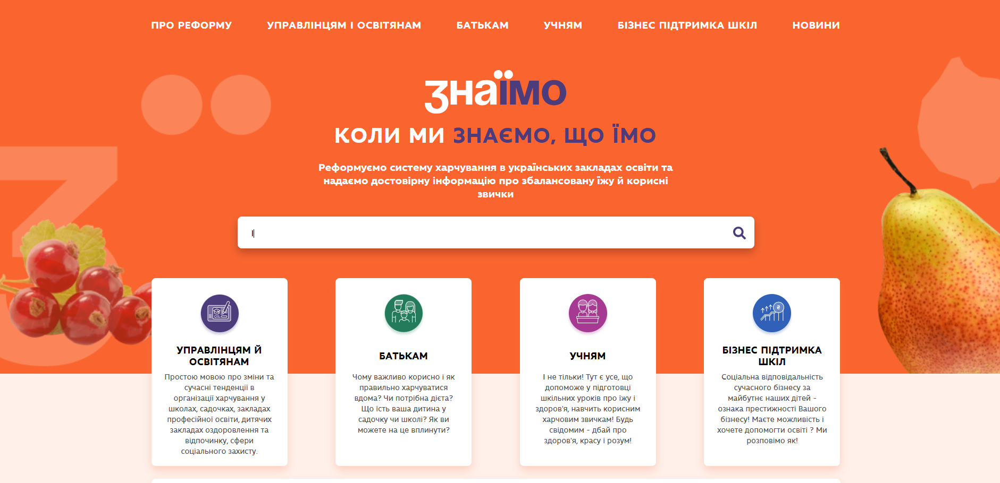 ПРО РЕФОРМУ УПРАВЛІНЦЯМ І ОСВІТЯНАМ БАТЬКАМ УЧНЯМ БІЗНЕС ПІДТРИМКА ШКІЛ НОВИНИ
знаїмо
КОЛИ МИ ЗНАЄМО, ЩО ЇМО
Реформуємо систему харчування в українських закладах освіти та
надаємо достовірну інформацію про збалансовану їжу й корисні
звички
І
УПРАВЛІНЦЯМ Й
ОСВІТЯНАМ
Простою мовою про зміни та
сучасні тенденції в
організації харчування у
школах, садочках, закладах
професійної освіти, дитячих
закладах оздоровлення та
відпочинку, сфери
соціального захисту.
БАТЬКАМ
Чому важливо корисно і як
правильно харчуватися
вдома? Чи потрібна дієта?
Що їсть ваша дитина у
садочку чи школі? Як ви
можете на це вплинути?
УЧНЯМ
І не тільки! Тут є усе, що
допоможе у підготовці
шкільних уроків про їжу і
здоров'я, навчить корисним
харчовим звичкам! Будь
свідомим - дбай про
здоров'я, красу і розум!
БІЗНЕС ПІДТРИМКА
ШКІЛ
Соціальна відповідальність
сучасного бізнесу за
майбутнє наших дітей -
ознака престижності Вашого
бізнесу! Маєте можливість і
хочете допомогти освіті ? Ми
розповімо як!